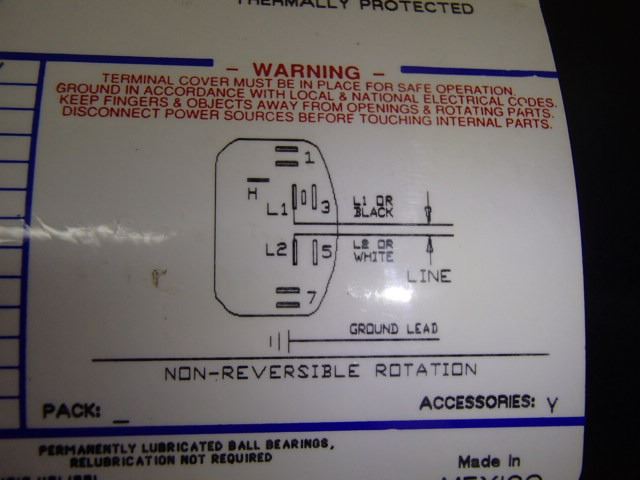 THERMALLY PROTECTED
- WARNING -
TERMINAL COVER MUST BE IN PLACE FOR SAFE OPERATION.
GROUND IN ACCORDANCE WITH LOCAL & NATIONAL ELECTRICAL CODES.
KEEP FINGERS & OBJECTS AWAY FROM OPENINGS & ROTATING PARTS.
DISCONNECT POWER SOURCES BEFORE TOUCHING INTERNAL PARTS.
1
H
L1 3
L1 OR
BLACK
L2 5
L2 OR
WHITE
LINE
7
GROUND LEAD
NON-REVERSIBLE ROTATION
PACK: _
ACCESSORIES: Y
PERMANENTLY LUBRICATED BALL BEARINGS,
RELUBRICATION NOT REQUIRED
Made In
MEXICO